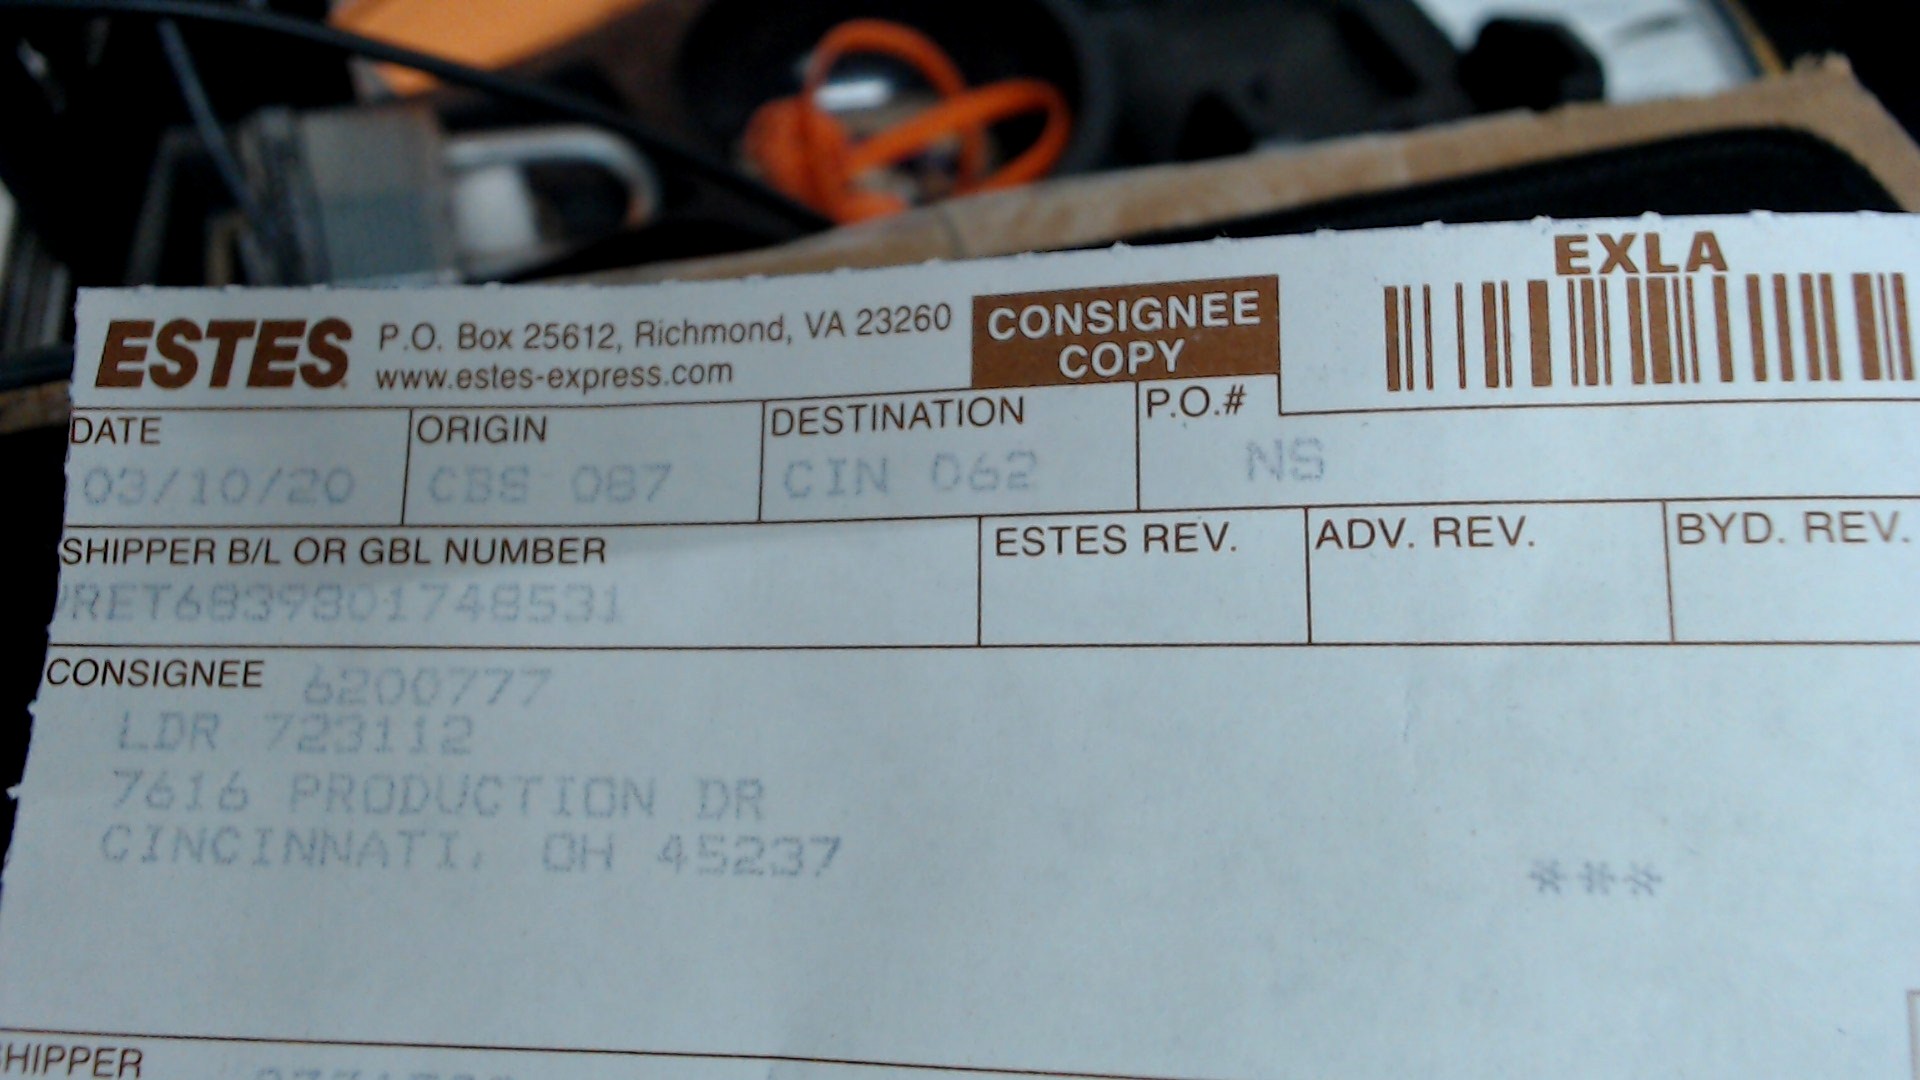 EXLA
ESTES P.O. Box 25612, Richmond, VA 23260
www.estes-express.com
CONSIGNEE
COPY
DATE ORIGIN DESTINATION P.O.#
03/10/20 CBS 087 CIN 062 NS
SHIPPER B/L OR GBL NUMBER ESTES REV. ADV. REV. BYD. REV.
RET6839801748531
CONSIGNEE 6200777
LDR 723112
7616 PRODUCTION DR
CINCINNATI, OH 45237
***
SHIPPER